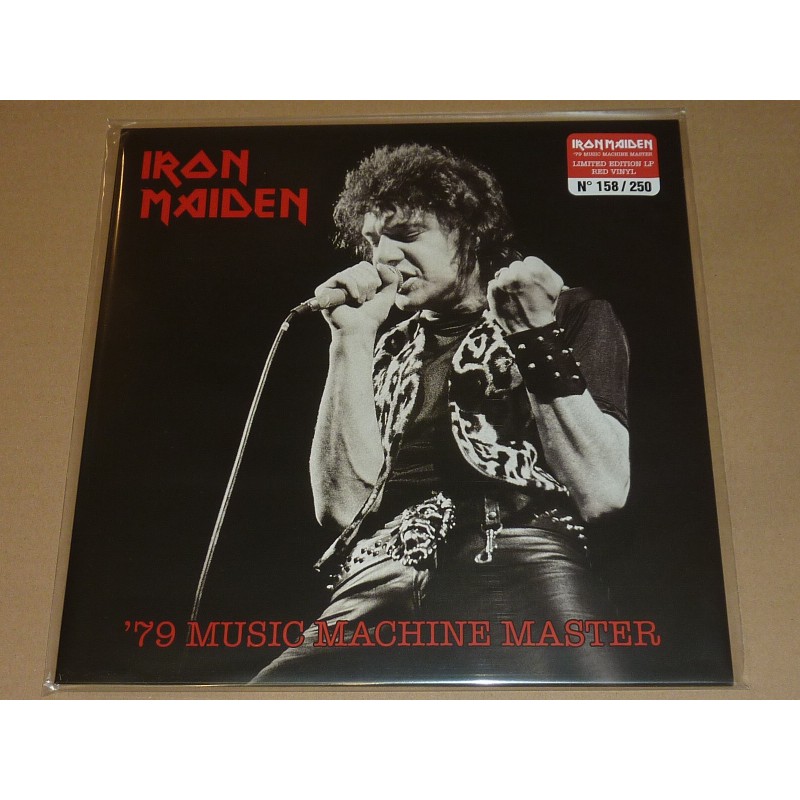 IRON
MAIDEN
IRON MAIDEN
'79 MUSIC MACHINE MASTER
LIMITED EDITION LP
RED VINYL
N° 158 / 250
'79 MUSIC MACHINE MASTER